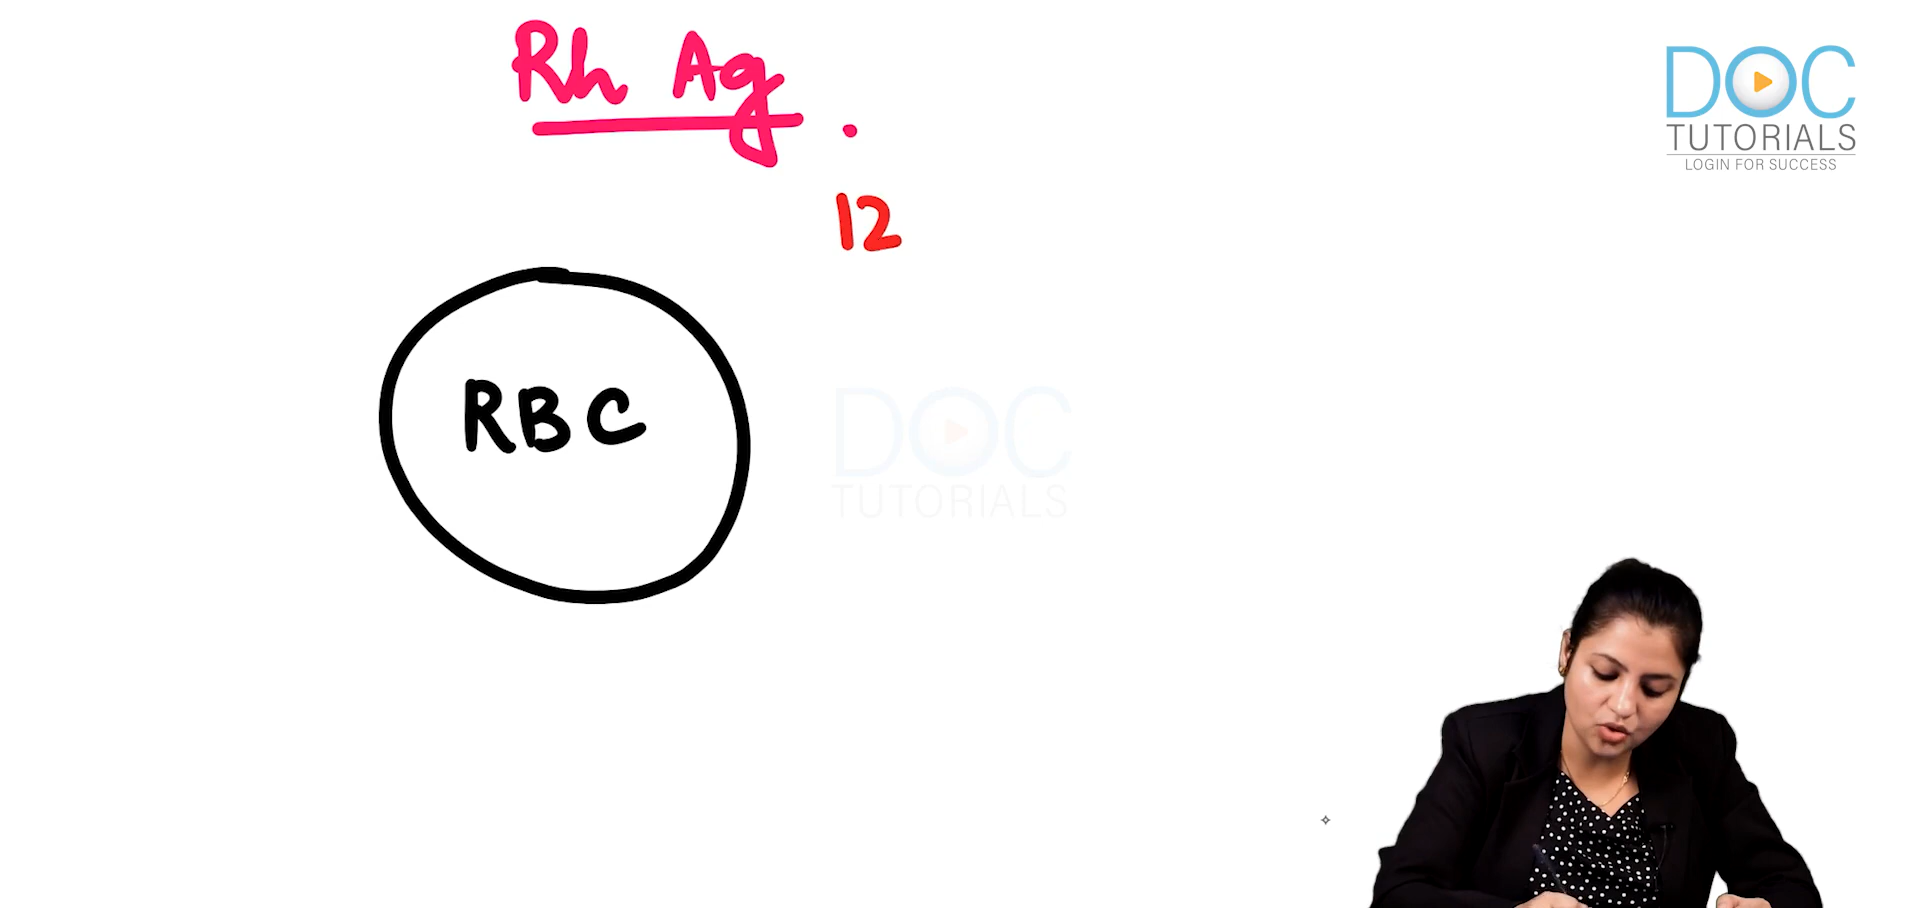 Rh Ag.
12
RBC
DOC
TUTORIALS
LOGIN FOR SUCCESS
DOC
TUTORIALS